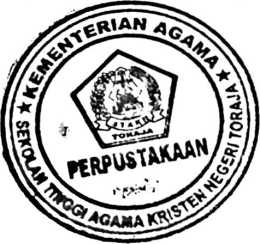 KEMENTERIAN AGAMA
TORAJA
PERPUSTAKAAN
SEKOLAH TINGGI AGAMA KRISTEN NEGERI TORAJA